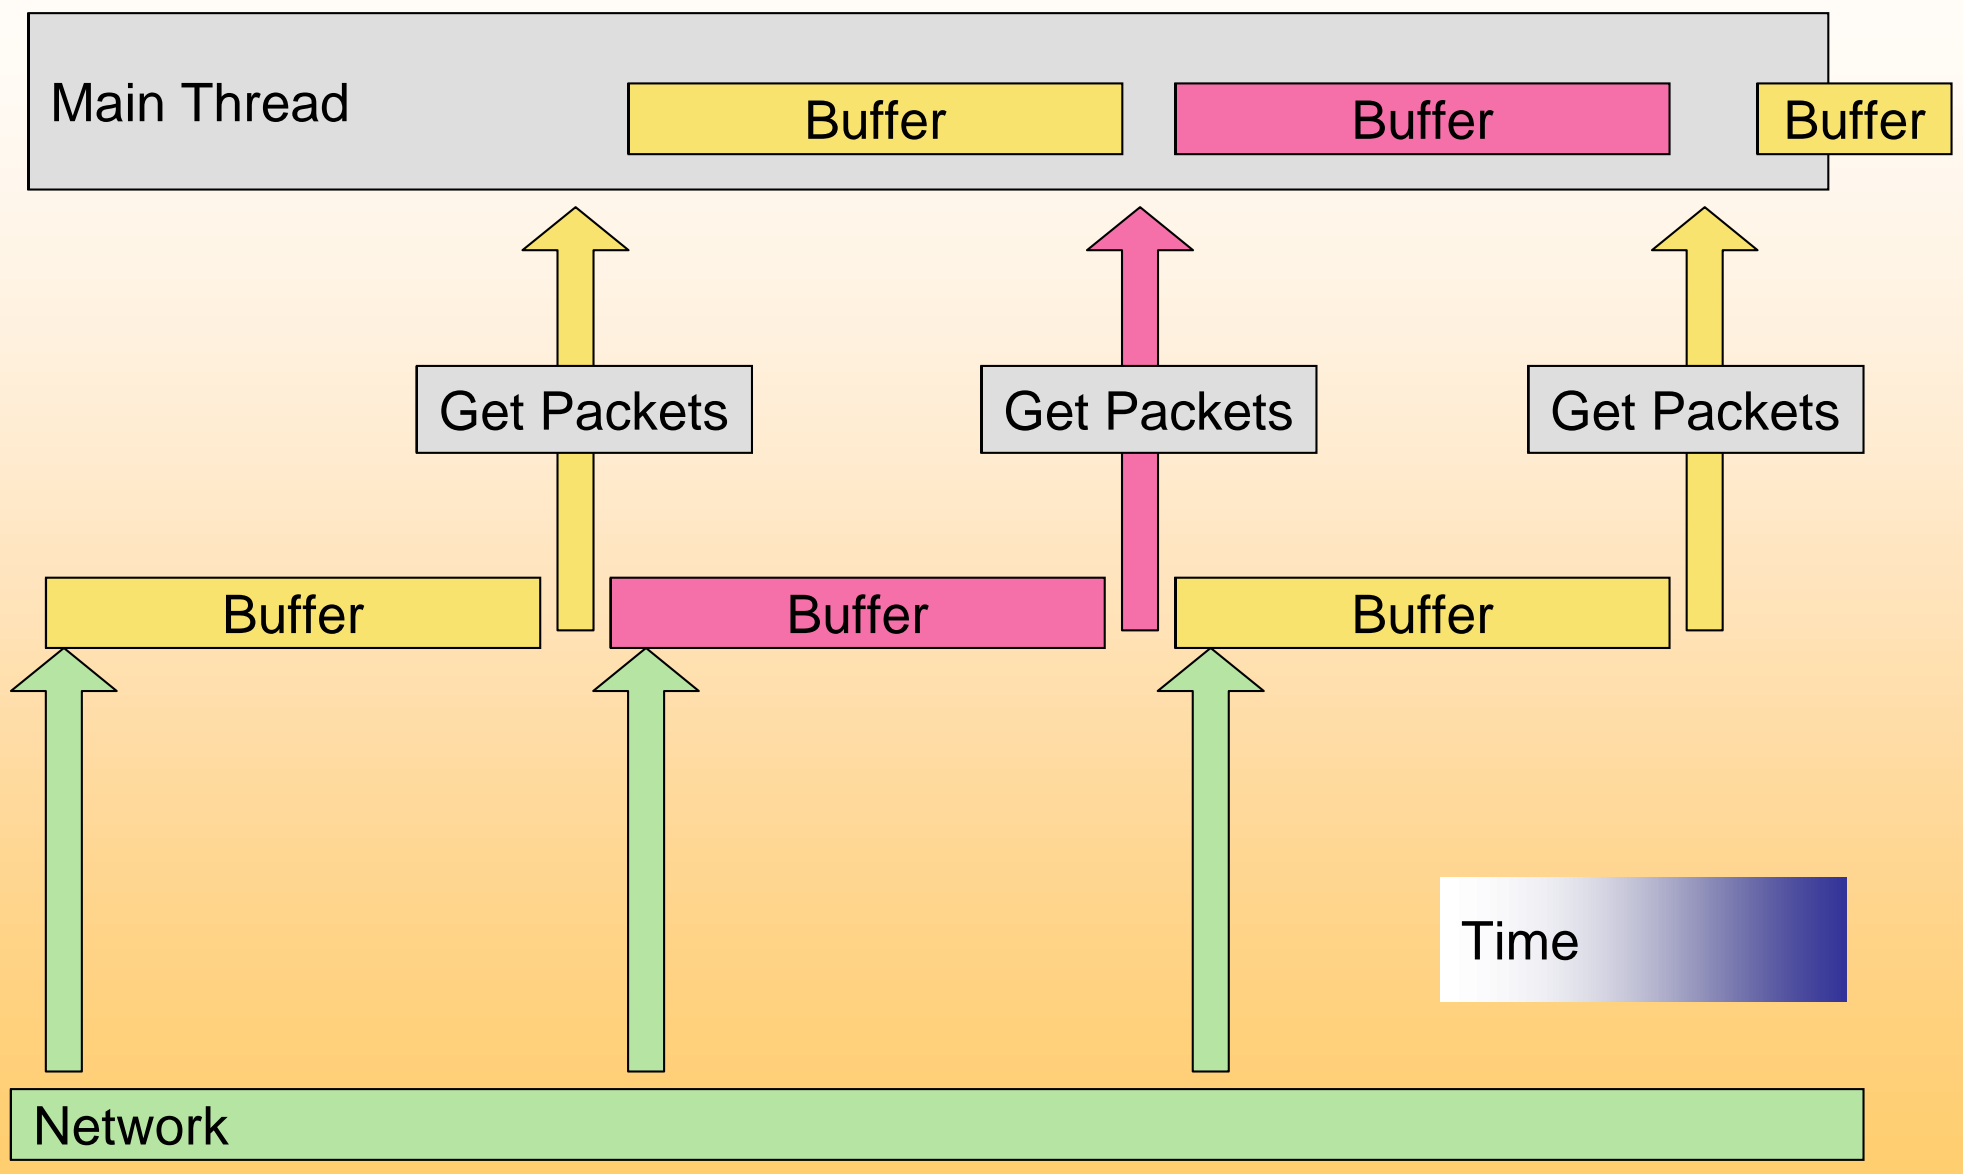 Main Thread
Buffer
Buffer
Buffer
Get Packets
Get Packets
Get Packets
Buffer
Buffer
Buffer
Time
Network